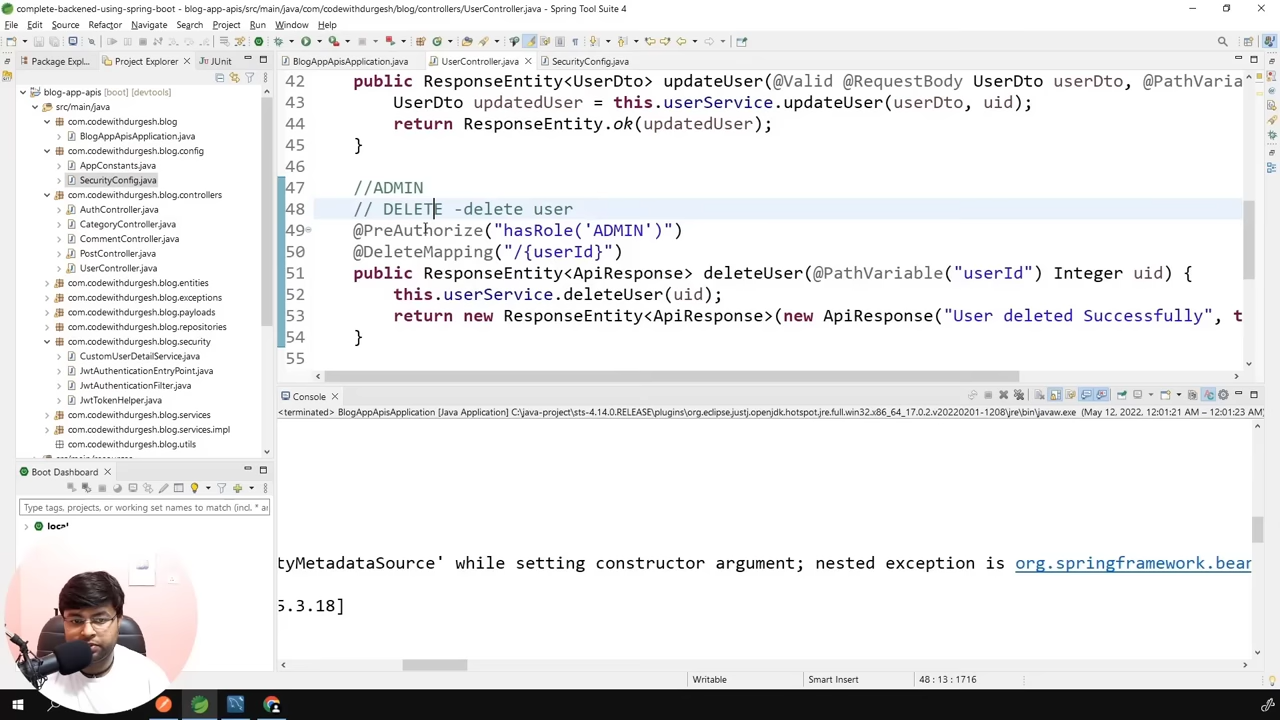 complete-backened-using-spring-boot - blog-app-apis/src/main/java/com/codewithdurgesh/blog/controllers/UserController.java - Spring Tool Suite 4
File Edit Source Refactor Navigate Search Project Run Window Help
Package Expl... Project Explorer JUnit
BlogAppApisApplication.java UserController.java SecurityConfig.java
blog-app-apis [boot] [devtools]
src/main/java
com.codewithdurgesh.blog
BlogAppApisApplication.java
com.codewithdurgesh.blog.config
AppConstants.java
SecurityConfig.java
com.codewithdurgesh.blog.controllers
AuthController.java
CategoryController.java
CommentController.java
PostController.java
UserController.java
com.codewithdurgesh.blog.entities
com.codewithdurgesh.blog.exceptions
com.codewithdurgesh.blog.payloads
com.codewithdurgesh.blog.repositories
com.codewithdurgesh.blog.security
CustomUserDetailService.java
JwtAuthenticationEntryPoint.java
JwtAuthenticationFilter.java
JwtTokenHelper.java
com.codewithdurgesh.blog.services
com.codewithdurgesh.blog.services.impl
com.codewithdurgesh.blog.utils
42 public ResponseEntity<UserDto> updateUser(@Valid @RequestBody UserDto userDto, @PathVaria
43 UserDto updatedUser = this.userService.updateUser(userDto, uid);
44 return ResponseEntity.ok(updatedUser);
45 }
46
47 //ADMIN
48 // DELETE -delete user
49 @PreAuthorize("hasRole('ADMIN')")
50 @DeleteMapping("/{userId}")
51 public ResponseEntity<ApiResponse> deleteUser(@PathVariable("userId") Integer uid) {
52 this.userService.deleteUser(uid);
53 return new ResponseEntity<ApiResponse>(new ApiResponse("User deleted Successfully", t
54 }
55
Console
<terminated> BlogAppApisApplication [Java Application] C:\java-project\sts-4.14.0.RELEASE\plugins\org.eclipse.justj.openjdk.hotspot.jre.full.win32.x86_64_17.0.2.v20220201-1208\jre\bin\javaw.exe (May 12, 2022, 12:01:21 AM – 12:01:23 AM)
tyMetadataSource' while setting constructor argument; nested exception is org.springframework.bear
5.3.18]
Boot Dashboard
Type tags, projects, or working set names to match (incl. * ar
local
Writable Smart Insert 48 : 13 : 1716